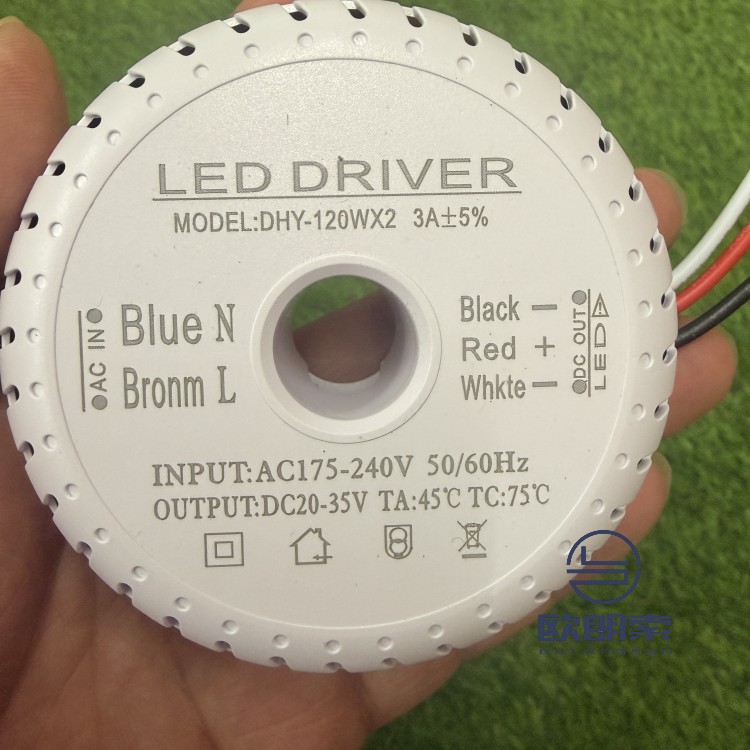 LED DRIVER
MODEL:DHY-120WX2 3A±5%
AC IN
Blue N
Bronm L
Black —
Red +
Whkte —
DC OUT
LED
INPUT:AC175-240V 50/60Hz
OUTPUT:DC20-35V TA:45℃ TC:75℃
欧朗索